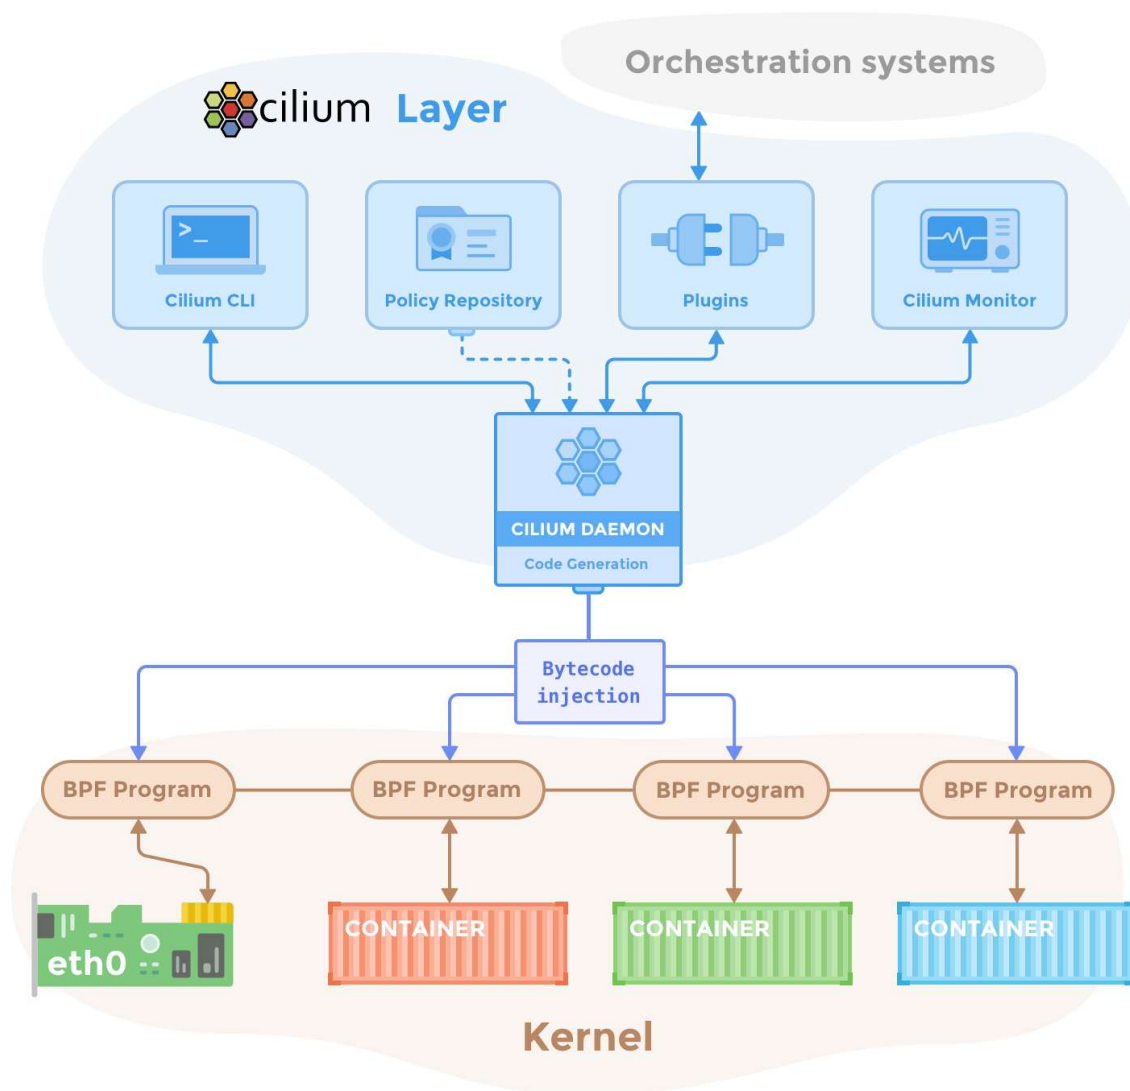 Orchestration systems
cilium Layer
>_
Cilium CLI
Policy Repository
Plugins
Cilium Monitor
CILIUM DAEMON
Code Generation
Bytecode
injection
BPF Program
BPF Program
BPF Program
BPF Program
eth0
CONTAINER
CONTAINER
CONTAINER
Kernel